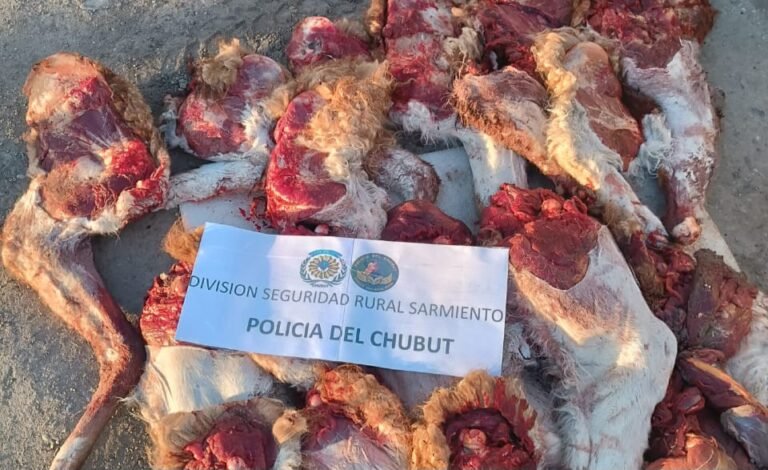 DIVISION SEGURIDAD RURAL SARMIENTO
POLICIA DEL CHUBUT